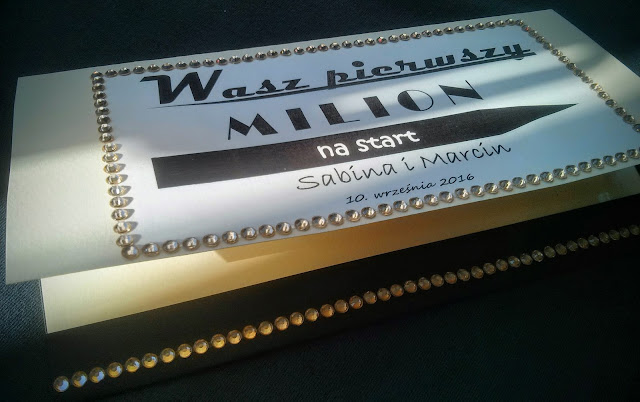 Wasz pierwszy
MILION
na start
Sabina i Marcin
10. września 2016